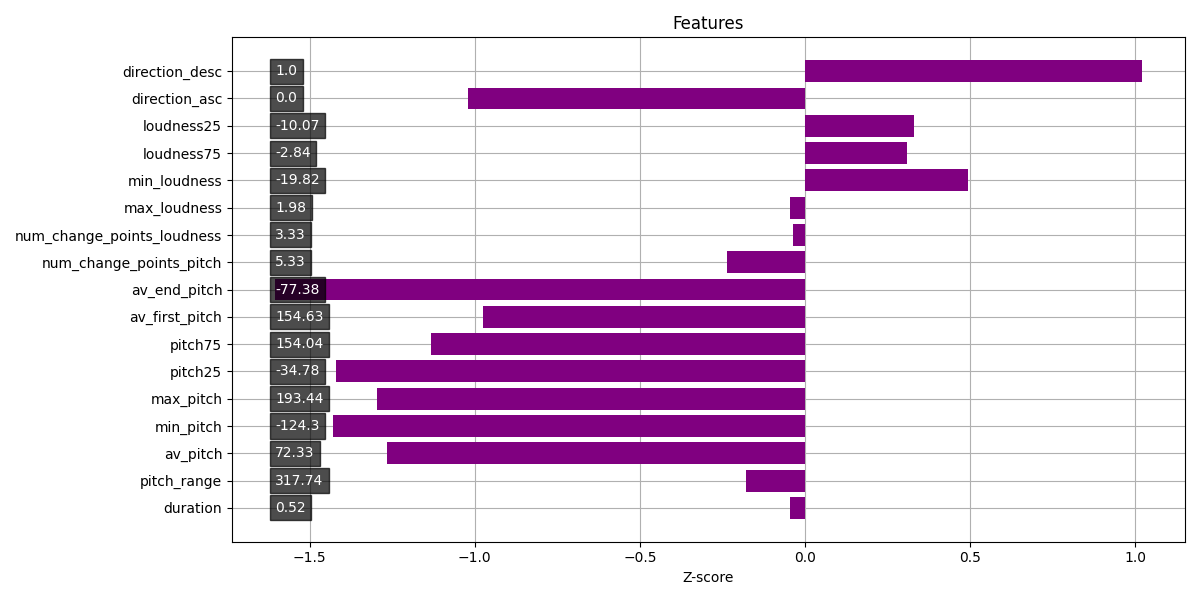 Features
direction_desc 1.0
direction_asc 0.0
loudness25 -10.07
loudness75 -2.84
min_loudness -19.82
max_loudness 1.98
num_change_points_loudness 3.33
num_change_points_pitch 5.33
av_end_pitch -77.38
av_first_pitch 154.63
pitch75 154.04
pitch25 -34.78
max_pitch 193.44
min_pitch -124.3
av_pitch 72.33
pitch_range 317.74
duration 0.52
−1.5 −1.0 −0.5 0.0 0.5 1.0
Z-score